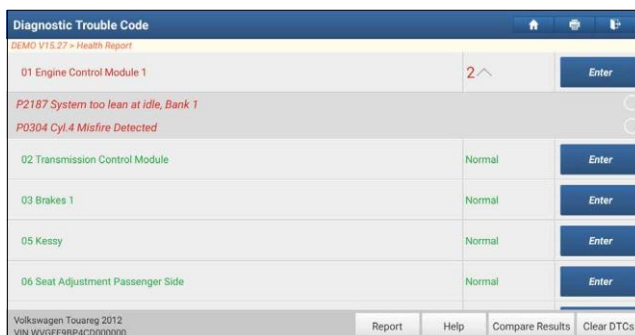 Diagnostic Trouble Code
DEMO V15.27 > Health Report
01 Engine Control Module 1 2 Enter
P2187 System too lean at idle, Bank 1
P0304 Cyl.4 Misfire Detected
02 Transmission Control Module Normal Enter
03 Brakes 1 Normal Enter
05 Kessy Normal Enter
06 Seat Adjustment Passenger Side Normal Enter
Volkswagen Touareg 2012
VIN WVGFF9BP4CD000000
Report Help Compare Results Clear DTCs